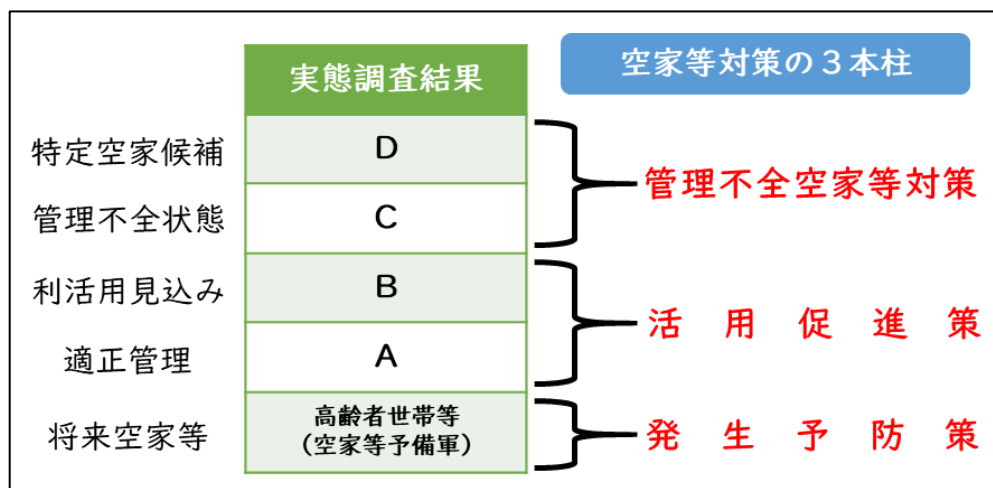 空家等対策の3本柱
実態調査結果
特定空家候補
D
管理不全空家等対策
管理不全状態
C
利活用見込み
B
活用促進策
適正管理
A
将来空家等
高齢者世帯等
(空家等予備軍)
発生予防策